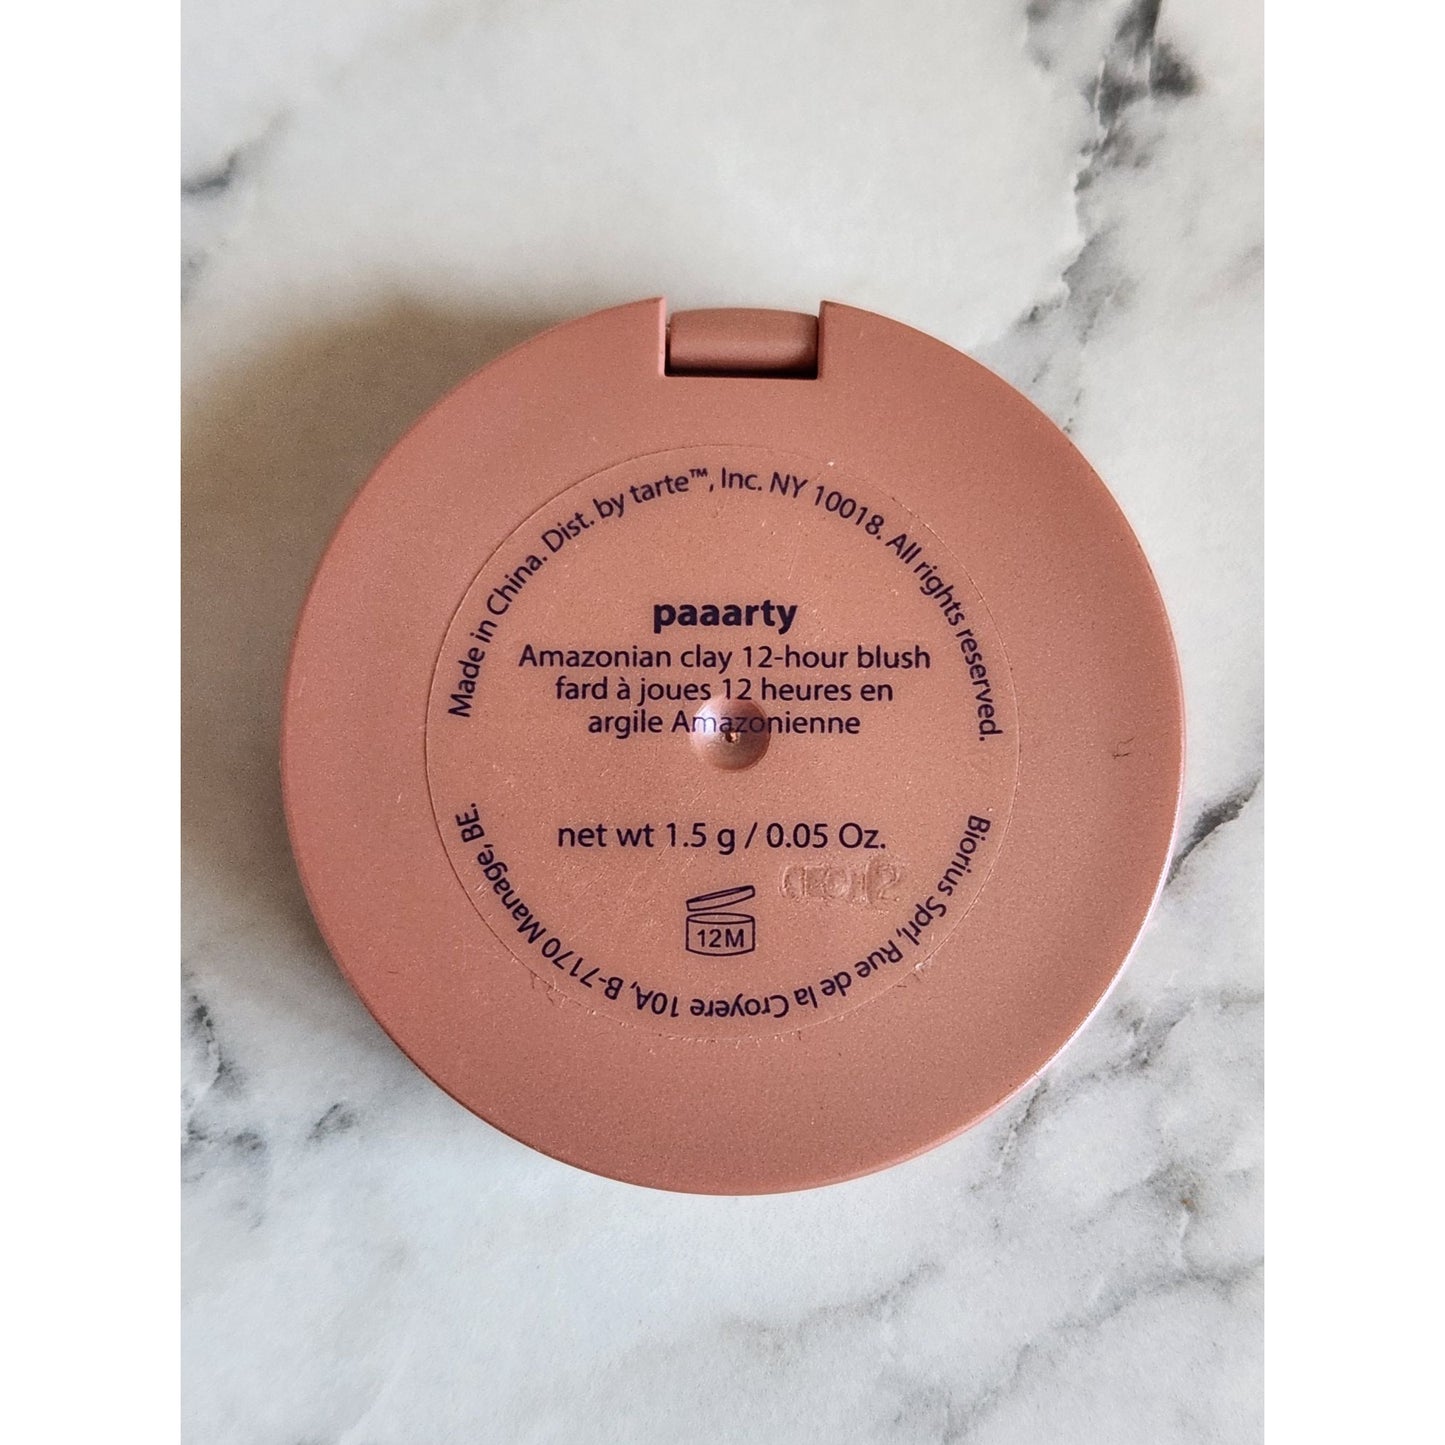 Made in China. Dist. by tarte™, Inc. NY 10018. All rights reserved.
paaarty
Amazonian clay 12-hour blush
fard à joues 12 heures en
argile Amazonienne
net wt 1.5 g / 0.05 Oz.
12M
Biorius Sprl, Rue de la Croyere 10A, B-7170 Manage, BE.